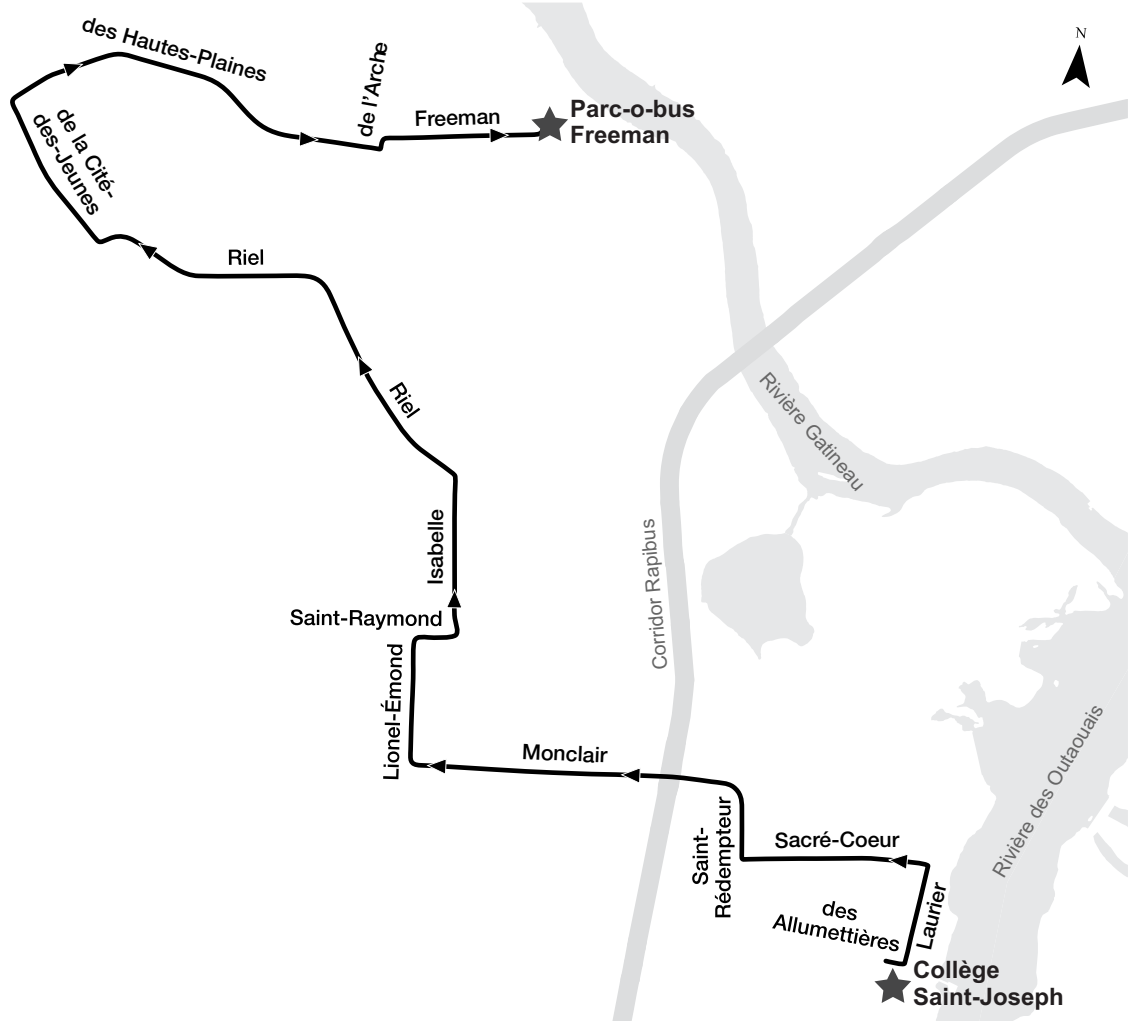 N
des Hautes-Plaines
de l'Arche
Freeman
Parc-o-bus
Freeman
de la Cité-
des-Jeunes
Riel
Riel
Rivière Gatineau
Isabelle
Corridor Rapibus
Saint-Raymond
Lionel-Émond
Monclair
Rivière des Outaouais
Saint-
Rédempteur
Sacré-Coeur
des
Allumettières
Laurier
Collège
Saint-Joseph